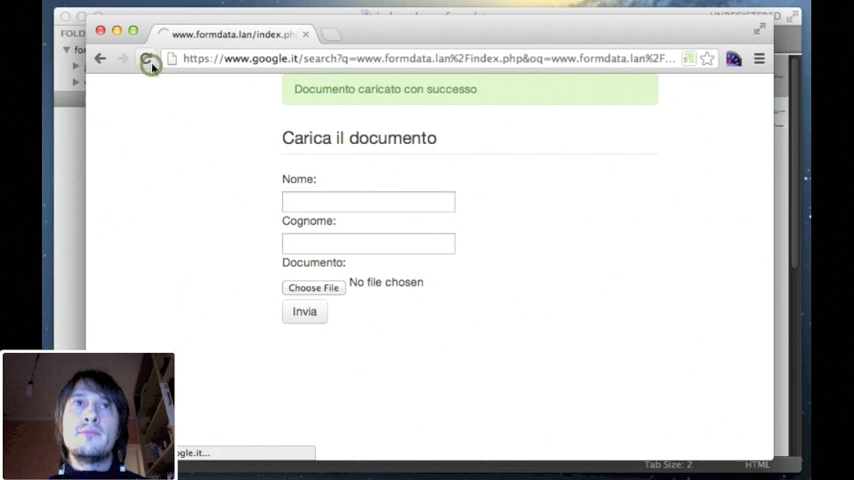 www.formdata.lan/index.ph
https://www.google.it/search?q=www.formdata.lan%2Findex.php&oq=www.formdata.lan%2F...
Documento caricato con successo
Carica il documento
Nome:
Cognome:
Documento:
Choose File No file chosen
Invia
gle.it...
Tab Size: 2
HTML